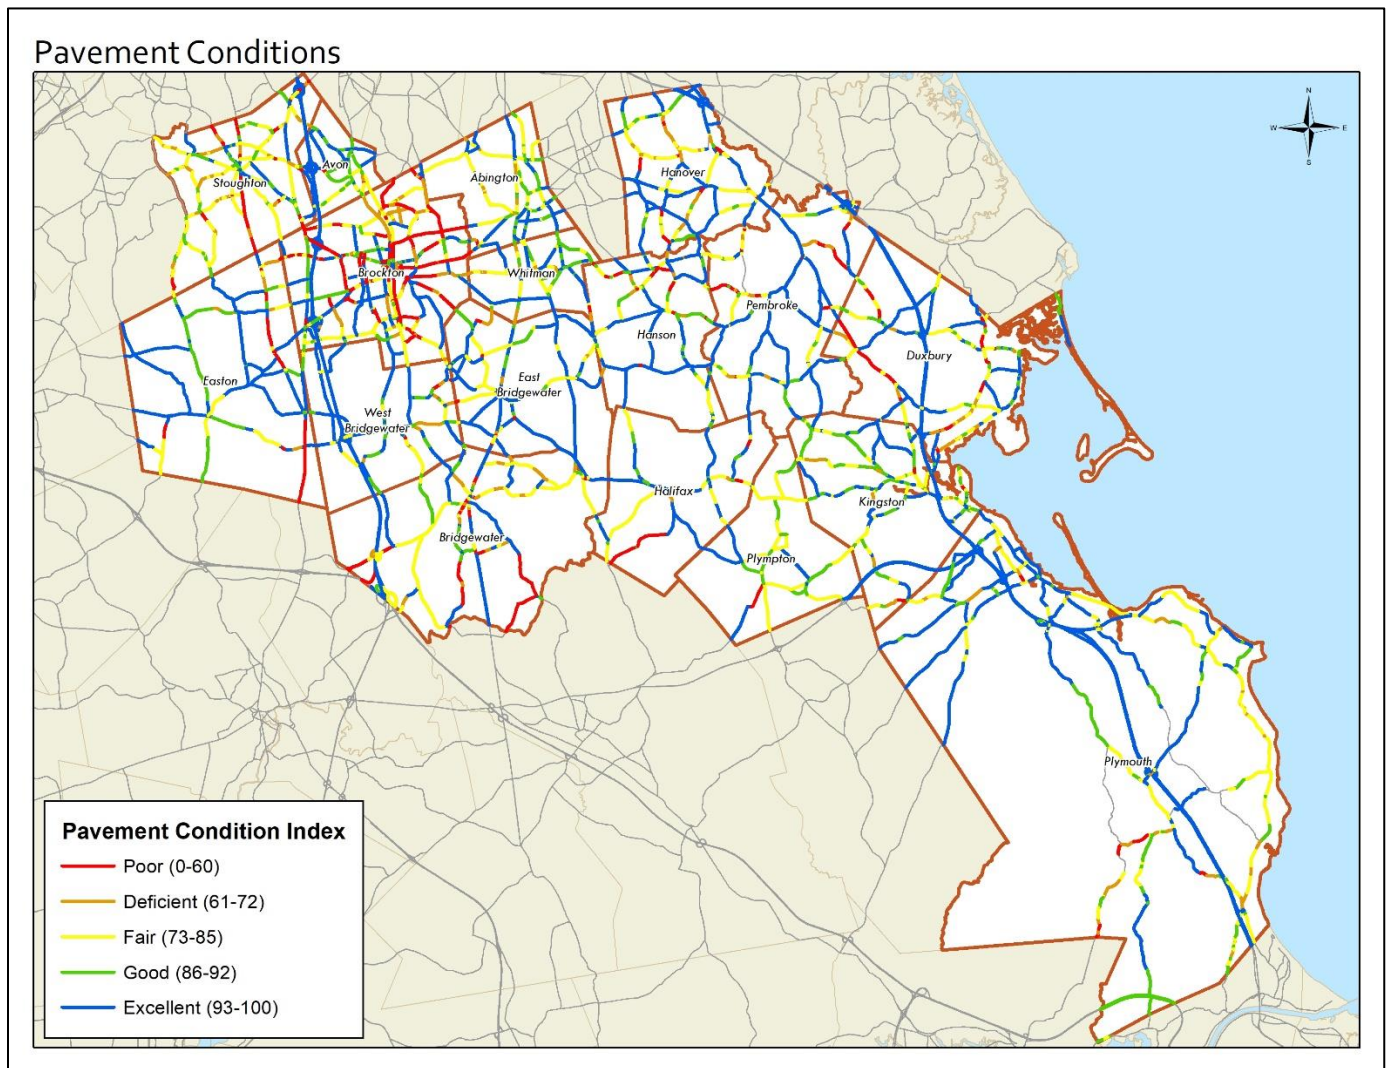 Pavement Conditions
N
W
E
S
Avon
Stoughton
Abington
Hanover
Brockton
Whitman
Pembroke
Hanson
Duxbury
Easton
East
Bridgewater
West
Bridgewater
Halifax
Kingston
Bridgewater
Plympton
Plymouth
Pavement Condition Index
Poor (0-60)
Deficient (61-72)
Fair (73-85)
Good (86-92)
Excellent (93-100)